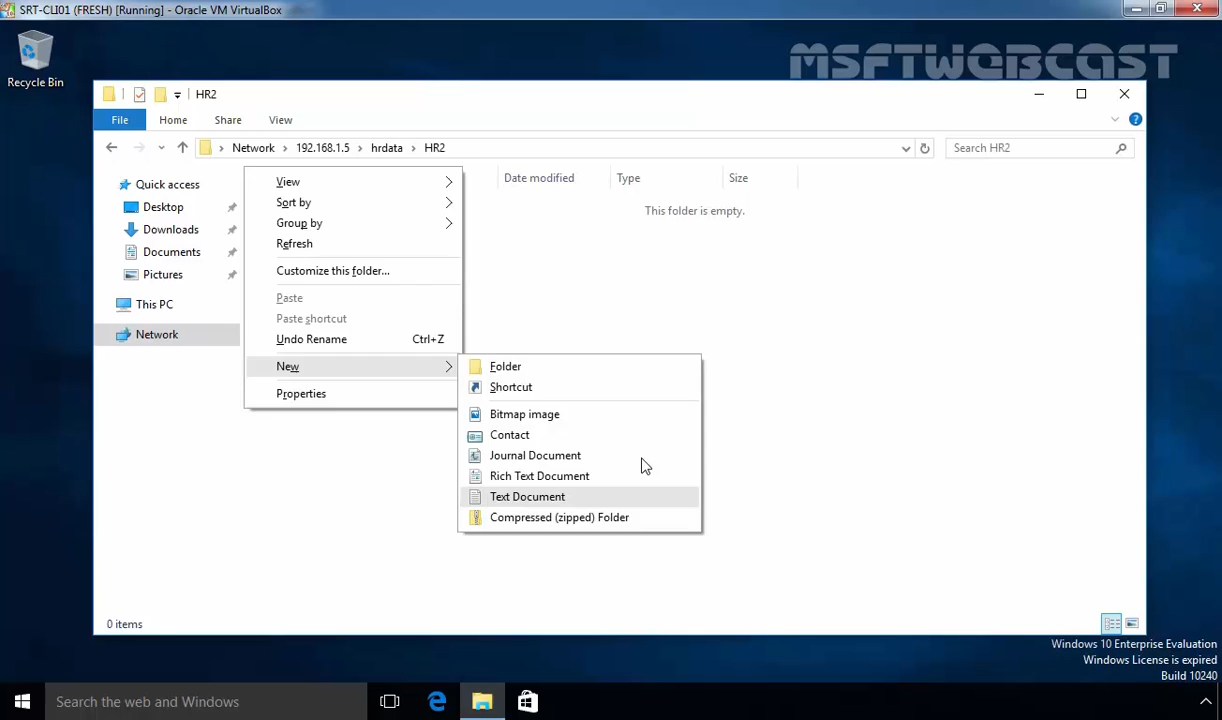 SRT-CLI01 (FRESH) [Running] - Oracle VM VirtualBox
MSFTWEBCAST
Recycle Bin
HR2
File Home Share View
Network 192.168.1.5 hrdata HR2
Search HR2
Quick access
Desktop
Downloads
Documents
Pictures
This PC
Network
Date modified Type Size
This folder is empty.
View
Sort by
Group by
Refresh
Customize this folder...
Paste
Paste shortcut
Undo Rename Ctrl+Z
New
Properties
Folder
Shortcut
Bitmap image
Contact
Journal Document
Rich Text Document
Text Document
Compressed (zipped) Folder
0 items
Windows 10 Enterprise Evaluation
Windows License is expired
Build 10240
Search the web and Windows